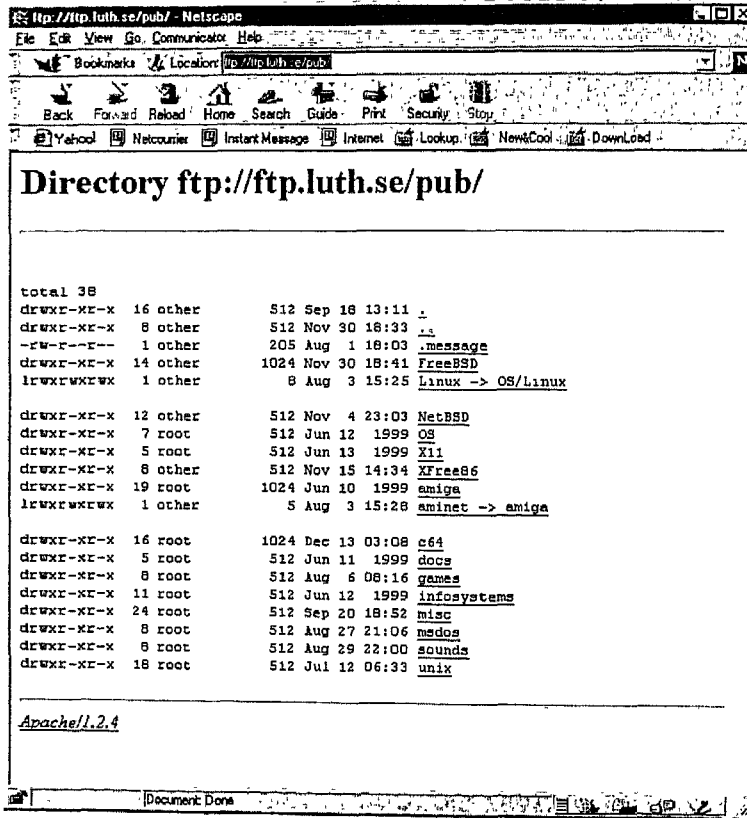 ftp://ftp.luth.se/pub/ - Netscape
File Edit View Go Communicator Help
Bookmarks Location: ftp://ftp.luth.se/pub/
Back Forward Reload Home Search Guide Print Security Stop
Yahoo! Netcourier Instant Message Internet Lookup New&Cool DownLoad
Directory ftp://ftp.luth.se/pub/
total 38
drwxr-xr-x 16 other 512 Sep 18 13:11 .
drwxr-xr-x 8 other 512 Nov 30 18:33 ..
-rw-r--r-- 1 other 205 Aug 1 18:03 .message
drwxr-xr-x 14 other 1024 Nov 30 18:41 FreeBSD
lrwxrwxrwx 1 other 8 Aug 3 15:25 Linux -> OS/Linux
drwxr-xr-x 12 other 512 Nov 4 23:03 NetBSD
drwxr-xr-x 7 root 512 Jun 12 1999 OS
drwxr-xr-x 5 root 512 Jun 13 1999 X11
drwxr-xr-x 8 other 512 Nov 15 14:34 XFree86
drwxr-xr-x 19 root 1024 Jun 10 1999 amiga
lrwxrwxrwx 1 other 5 Aug 3 15:28 aminet -> amiga
drwxr-xr-x 16 root 1024 Dec 13 03:08 c64
drwxr-xr-x 5 root 512 Jun 11 1999 docs
drwxr-xr-x 8 root 512 Aug 6 08:16 games
drwxr-xr-x 11 root 512 Jun 12 1999 infosystems
drwxr-xr-x 24 root 512 Sep 20 18:52 misc
drwxr-xr-x 8 root 512 Aug 27 21:06 msdos
drwxr-xr-x 8 root 512 Aug 29 22:00 sounds
drwxr-xr-x 18 root 512 Jul 12 06:33 unix
Apache/1.2.4
Document: Done